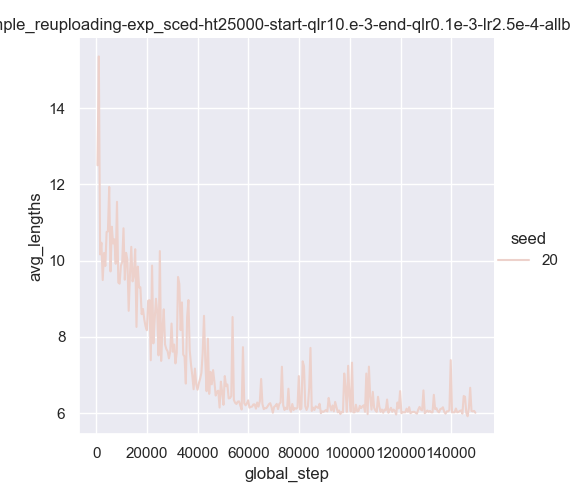 nple_reuploading-exp_sced-ht25000-start-qlr10.e-3-end-qlr0.1e-3-lr2.5e-4-allb
14
12
10
8
6
avg_lengths
0 20000 40000 60000 80000 100000 120000 140000
global_step
seed
20